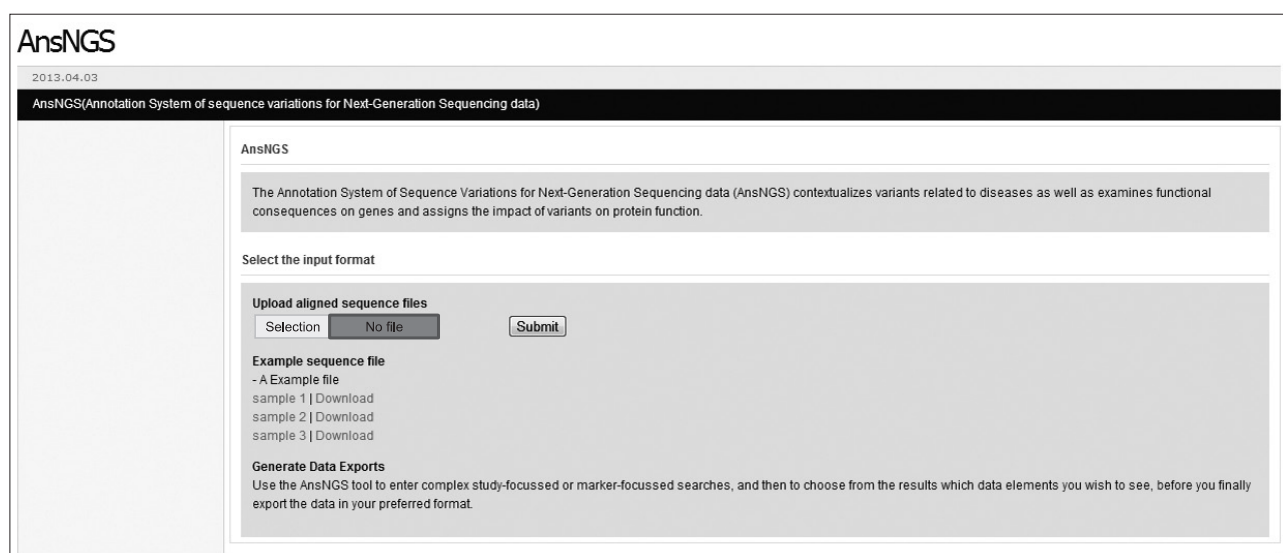 AnsNGS
2013.04.03
AnsNGS(Annotation System of sequence variations for Next-Generation Sequencing data)
AnsNGS
The Annotation System of Sequence Variations for Next-Generation Sequencing data (AnsNGS) contextualizes variants related to diseases as well as examines functional
consequences on genes and assigns the impact of variants on protein function.
Select the input format
Upload aligned sequence files
Selection No file Submit
Example sequence file
- A Example file
sample 1 | Download
sample 2 | Download
sample 3 | Download
Generate Data Exports
Use the AnsNGS tool to enter complex study-focussed or marker-focussed searches, and then to choose from the results which data elements you wish to see, before you finally
export the data in your preferred format.